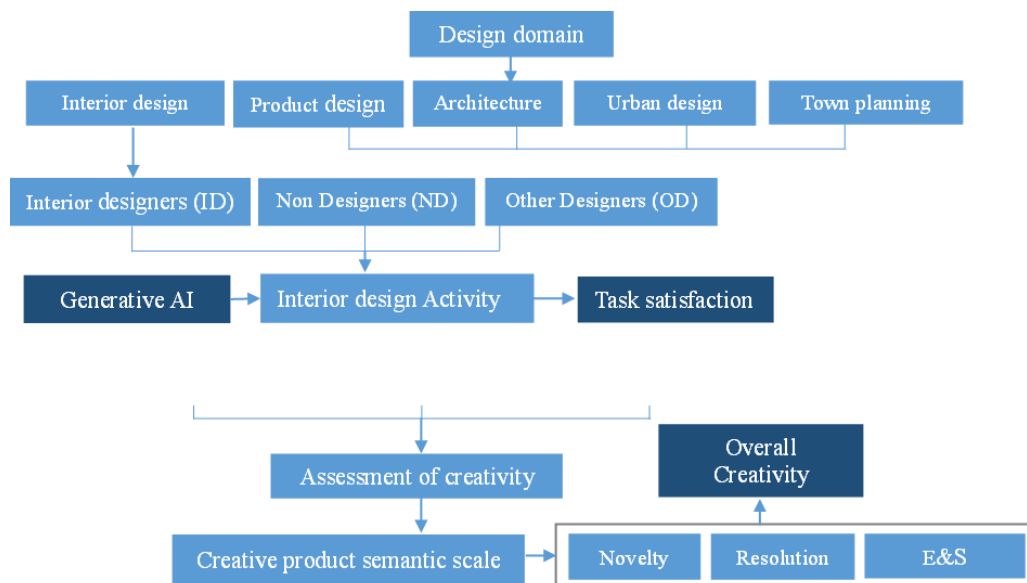 Design domain
Interior design
Product design
Architecture
Urban design
Town planning
Interior designers (ID)
Non Designers (ND)
Other Designers (OD)
Generative AI
Interior design Activity
Task satisfaction
Overall
Creativity
Assessment of creativity
Creative product semantic scale
Novelty
Resolution
E&S